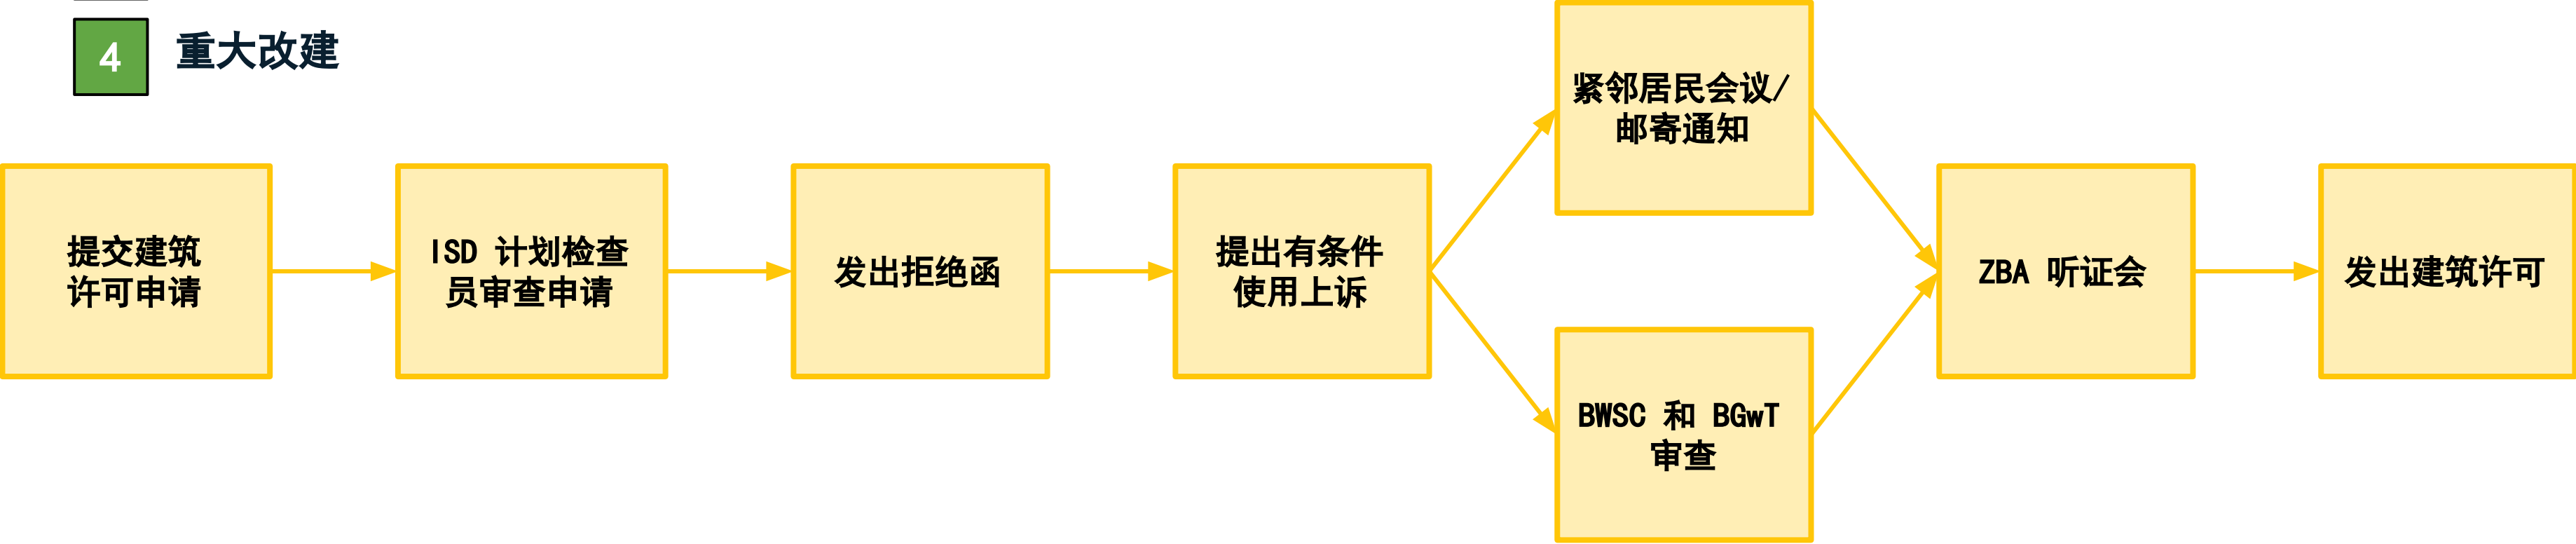 4
重大改建
提交建筑
许可申请
ISD 计划检查
员审查申请
发出拒绝函
提出有条件
使用上诉
紧邻居民会议/
邮寄通知
BWSC 和 BGwT
审查
ZBA 听证会
发出建筑许可